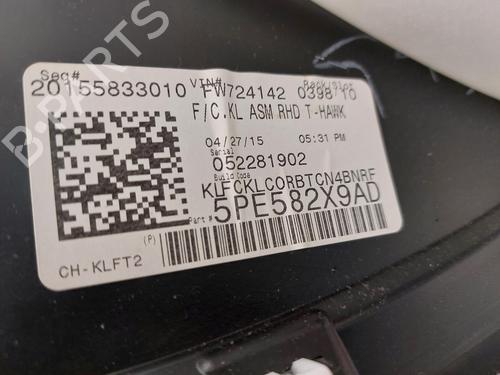 Seq#
20155833010
VIN#
FW724142
0398 10
F/C.KL ASM RHD T-HAWK
04/27/15 05:31 PM
Serial
052281902
Build Code
KLFCKLCORBTCN4BNRF
Part# 5PE582X9AD
(P)
CH-KLFT2
B-PARTS